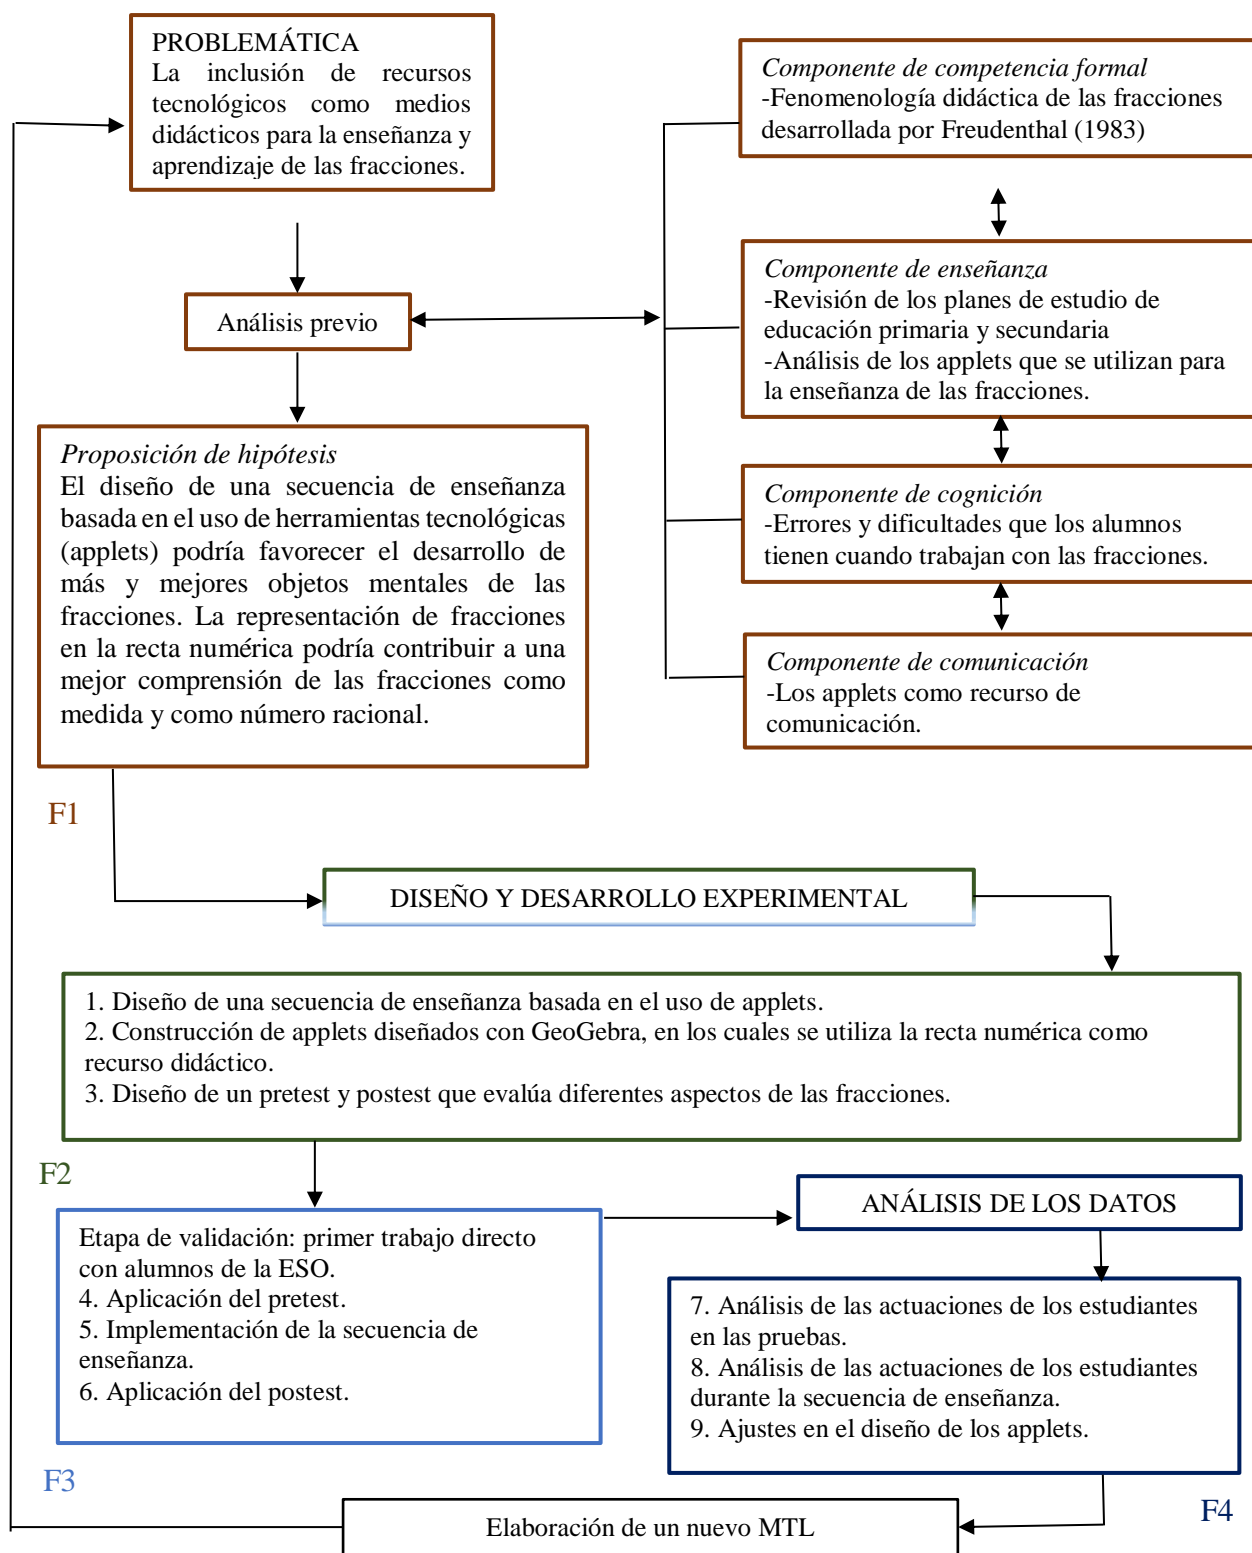 PROBLEMÁTICA
La inclusión de recursos
tecnológicos como medios
didácticos para la enseñanza y
aprendizaje de las fracciones.
Análisis previo
Proposición de hipótesis
El diseño de una secuencia de enseñanza
basada en el uso de herramientas tecnológicas
(applets) podría favorecer el desarrollo de
más y mejores objetos mentales de las
fracciones. La representación de fracciones
en la recta numérica podría contribuir a una
mejor comprensión de las fracciones como
medida y como número racional.
F1
Componente de competencia formal
-Fenomenología didáctica de las fracciones
desarrollada por Freudenthal (1983)
Componente de enseñanza
-Revisión de los planes de estudio de
educación primaria y secundaria
-Análisis de los applets que se utilizan para
la enseñanza de las fracciones.
Componente de cognición
-Errores y dificultades que los alumnos
tienen cuando trabajan con las fracciones.
Componente de comunicación
-Los applets como recurso de
comunicación.
DISEÑO Y DESARROLLO EXPERIMENTAL
1. Diseño de una secuencia de enseñanza basada en el uso de applets.
2. Construcción de applets diseñados con GeoGebra, en los cuales se utiliza la recta numérica como
recurso didáctico.
3. Diseño de un pretest y postest que evalúa diferentes aspectos de las fracciones.
F2
Etapa de validación: primer trabajo directo
con alumnos de la ESO.
4. Aplicación del pretest.
5. Implementación de la secuencia de
enseñanza.
6. Aplicación del postest.
F3
ANÁLISIS DE LOS DATOS
7. Análisis de las actuaciones de los estudiantes
en las pruebas.
8. Análisis de las actuaciones de los estudiantes
durante la secuencia de enseñanza.
9. Ajustes en el diseño de los applets.
F4
Elaboración de un nuevo MTL